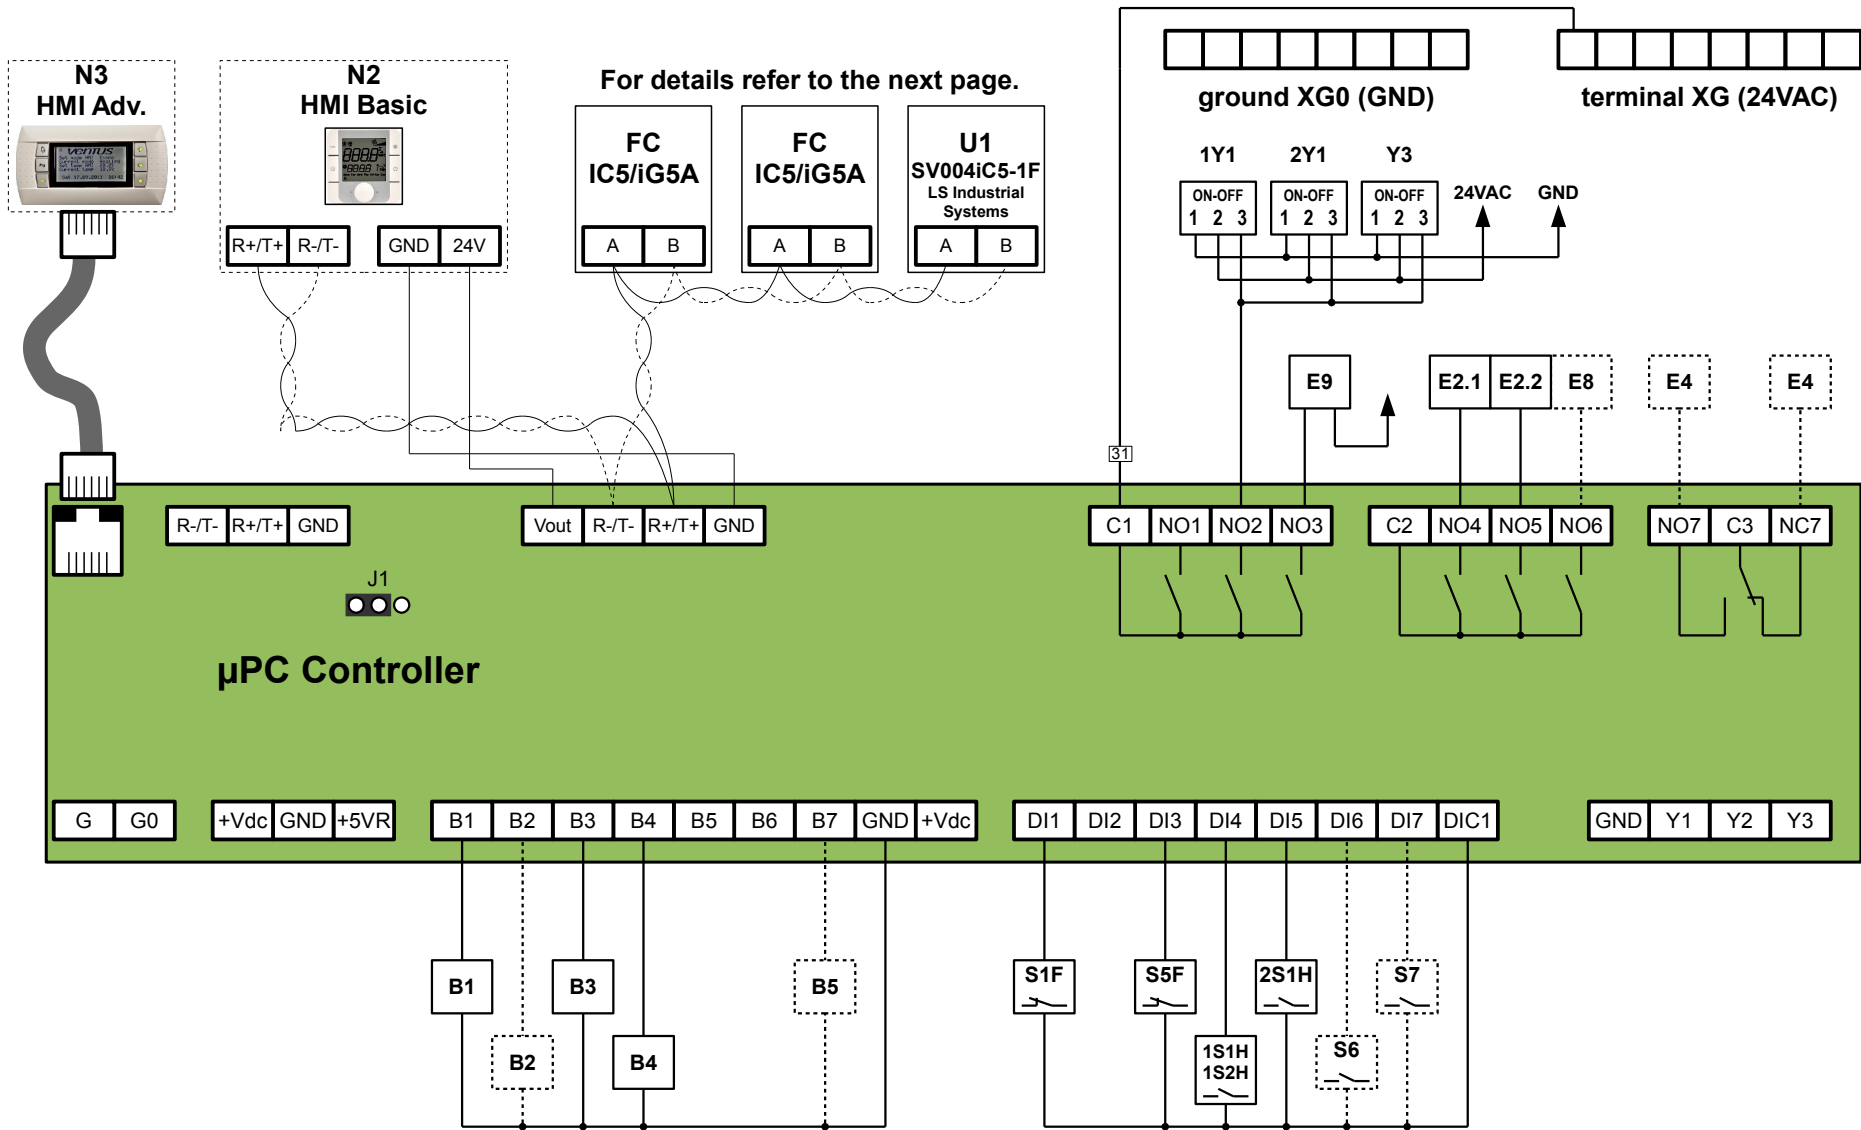 N3
HMI Adv.
VENTUS
N2
HMI Basic
For details refer to the next page.
FC
IC5/iG5A
FC
IC5/iG5A
U1
SV004iC5-1F
LS Industrial
Systems
ground XG0 (GND)
terminal XG (24VAC)
1Y1 2Y1 Y3
ON-OFF ON-OFF ON-OFF 24VAC GND
1 2 3 1 2 3 1 2 3
R+/T+ R-/T- GND 24V
A B A B A B
E9 E2.1 E2.2 E8 E4 E4
31
R-/T- R+/T+ GND
Vout R-/T- R+/T+ GND
C1 NO1 NO2 NO3
C2 NO4 NO5 NO6
NO7 C3 NC7
J1
µPC Controller
G G0
+Vdc GND +5VR
B1 B2 B3 B4 B5 B6 B7 GND +Vdc
DI1 DI2 DI3 DI4 DI5 DI6 DI7 DIC1
GND Y1 Y2 Y3
B1 B3 B5
S1F S5F 2S1H S7
B2 B4
1S1H
1S2H
S6